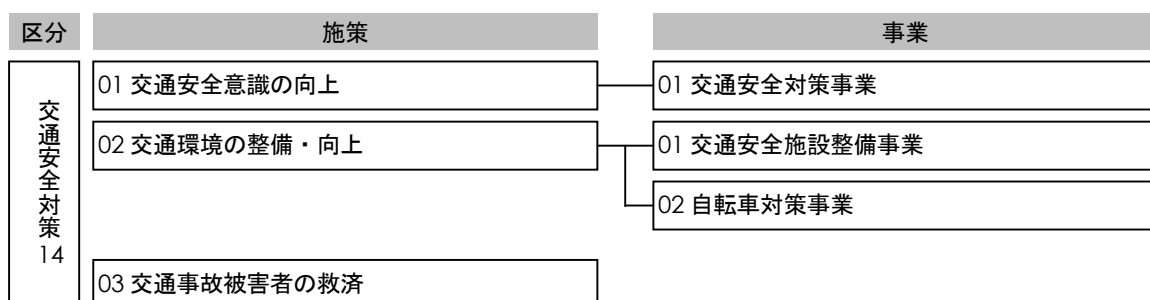 区分
施策
事業
交通安全対策14
01 交通安全意識の向上
01 交通安全対策事業
02 交通環境の整備・向上
01 交通安全施設整備事業
02 自転車対策事業
03 交通事故被害者の救済